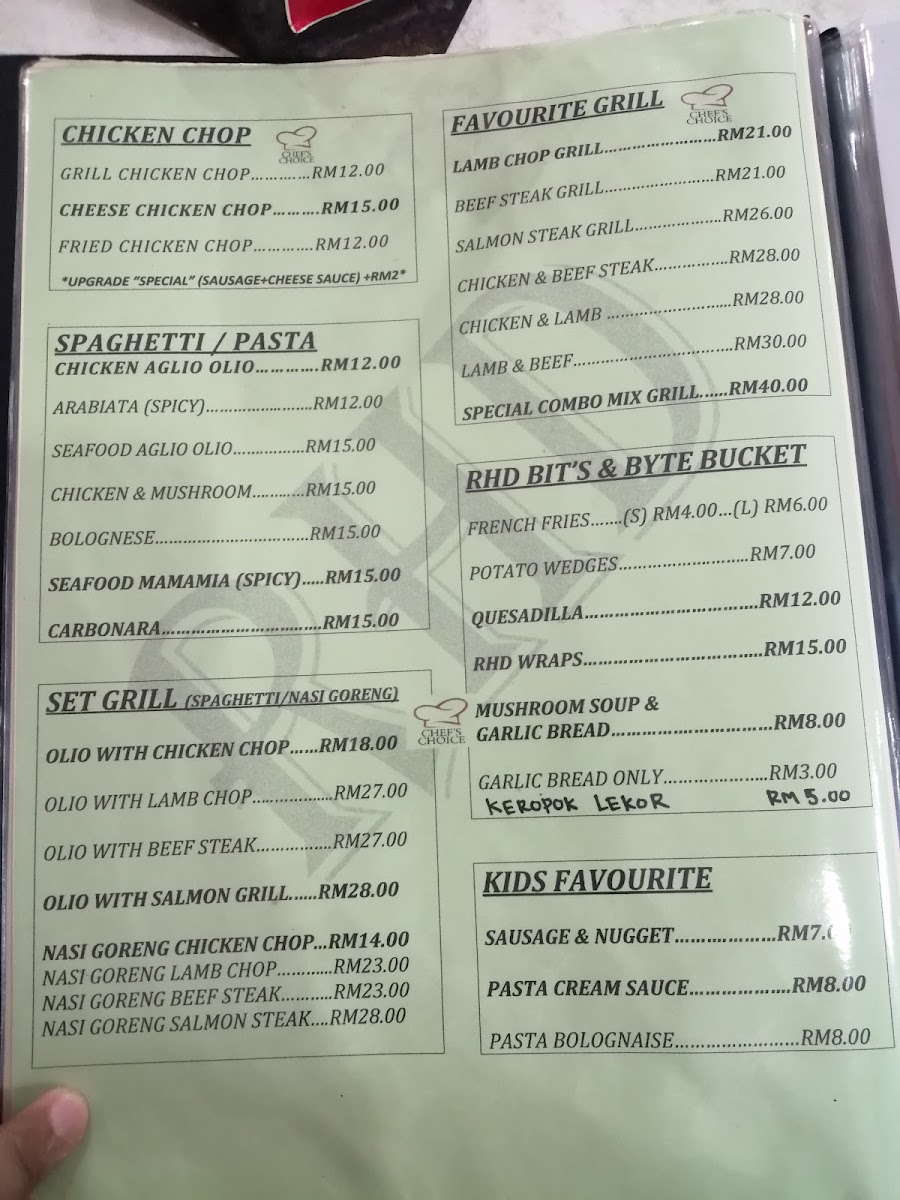 CHICKEN CHOP
CHEF'S
CHOICE
GRILL CHICKEN CHOP.............RM12.00
CHEESE CHICKEN CHOP..........RM15.00
FRIED CHICKEN CHOP.............RM12.00
*UPGRADE "SPECIAL" (SAUSAGE+CHEESE SAUCE) +RM2*
SPAGHETTI / PASTA
CHICKEN AGLIO OLIO.............RM12.00
ARABIATA (SPICY).......................RM12.00
SEAFOOD AGLIO OLIO................RM15.00
CHICKEN & MUSHROOM...........RM15.00
BOLOGNESE.................................RM15.00
SEAFOOD MAMAMIA (SPICY).....RM15.00
CARBONARA.................................RM15.00
SET GRILL (SPAGHETTI/NASI GORENG)
OLIO WITH CHICKEN CHOP......RM18.00
OLIO WITH LAMB CHOP..................RM27.00
OLIO WITH BEEF STEAK................RM27.00
OLIO WITH SALMON GRILL......RM28.00
NASI GORENG CHICKEN CHOP...RM14.00
NASI GORENG LAMB CHOP............RM23.00
NASI GORENG BEEF STEAK...........RM23.00
NASI GORENG SALMON STEAK....RM28.00
CHEF'S
CHOICE
FAVOURITE GRILL
CHEF'S
CHOICE
LAMB CHOP GRILL........................RM21.00
BEEF STEAK GRILL........................RM21.00
SALMON STEAK GRILL...................RM26.00
CHICKEN & BEEF STEAK................RM28.00
CHICKEN & LAMB ...........................RM28.00
LAMB & BEEF...................................RM30.00
SPECIAL COMBO MIX GRILL......RM40.00
RHD BIT'S & BYTE BUCKET
FRENCH FRIES.......(S) RM4.00...(L) RM6.00
POTATO WEDGES............................RM7.00
QUESADILLA....................................RM12.00
RHD WRAPS.....................................RM15.00
MUSHROOM SOUP &
GARLIC BREAD.................................RM8.00
GARLIC BREAD ONLY......................RM3.00
KEROPOK LEKOR RM 5.00
KIDS FAVOURITE
SAUSAGE & NUGGET....................RM7.0
PASTA CREAM SAUCE....................RM8.00
PASTA BOLOGNAISE..........................RM8.00
RHD